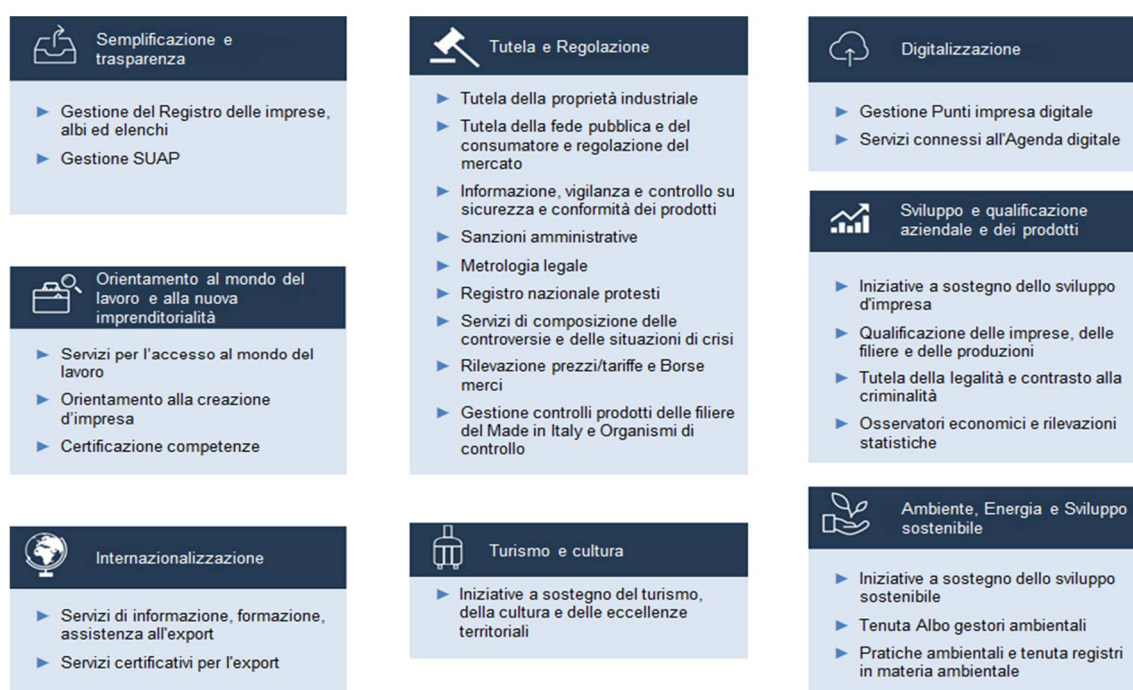 Semplificazione e
trasparenza
Gestione del Registro delle imprese,
albi ed elenchi
Gestione SUAP
Orientamento al mondo del
lavoro e alla nuova
imprenditorialità
Servizi per l'accesso al mondo del
lavoro
Orientamento alla creazione
d'impresa
Certificazione competenze
Internazionalizzazione
Servizi di informazione, formazione,
assistenza all'export
Servizi certificativi per l'export
Tutela e Regolazione
Tutela della proprietà industriale
Tutela della fede pubblica e del
consumatore e regolazione del
mercato
Informazione, vigilanza e controllo su
sicurezza e conformità dei prodotti
Sanzioni amministrative
Metrologia legale
Registro nazionale protesti
Servizi di composizione delle
controversie e delle situazioni di crisi
Rilevazione prezzi/tariffe e Borse
merci
Gestione controlli prodotti delle filiere
del Made in Italy e Organismi di
controllo
Turismo e cultura
Iniziative a sostegno del turismo,
della cultura e delle eccellenze
territoriali
Digitalizzazione
Gestione Punti impresa digitale
Servizi connessi all'Agenda digitale
Sviluppo e qualificazione
aziendale e dei prodotti
Iniziative a sostegno dello sviluppo
d'impresa
Qualificazione delle imprese, delle
filiere e delle produzioni
Tutela della legalità e contrasto alla
criminalità
Osservatori economici e rilevazioni
statistiche
Ambiente, Energia e Sviluppo
sostenibile
Iniziative a sostegno dello sviluppo
sostenibile
Tenuta Albo gestori ambientali
Pratiche ambientali e tenuta registri
in materia ambientale